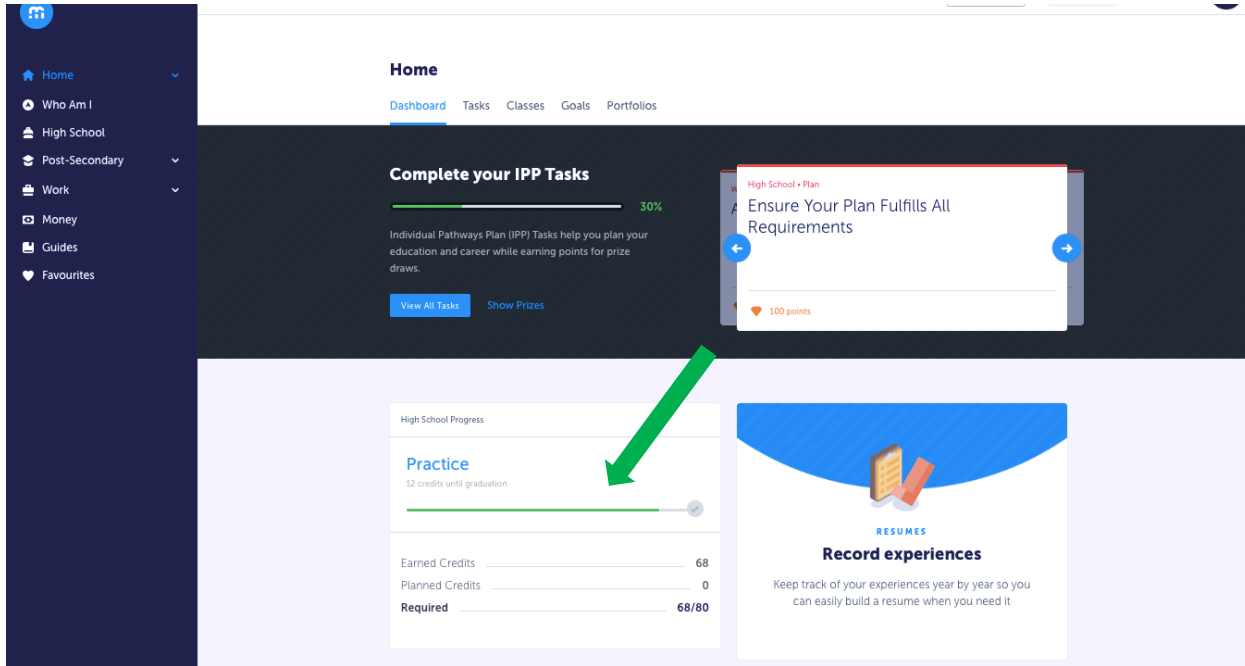 m
Home
Who Am I
High School
Post-Secondary
Work
Money
Guides
Favourites
Home
Dashboard Tasks Classes Goals Portfolios
Complete your IPP Tasks
30%
Individual Pathways Plan (IPP) Tasks help you plan your
education and career while earning points for prize
draws.
View All Tasks Show Prizes
High School • Plan
Ensure Your Plan Fulfills All
Requirements
100 points
High School Progress
Practice
12 credits until graduation
Earned Credits 68
Planned Credits 0
Required 68/80
RESUMES
Record experiences
Keep track of your experiences year by year so you
can easily build a resume when you need it